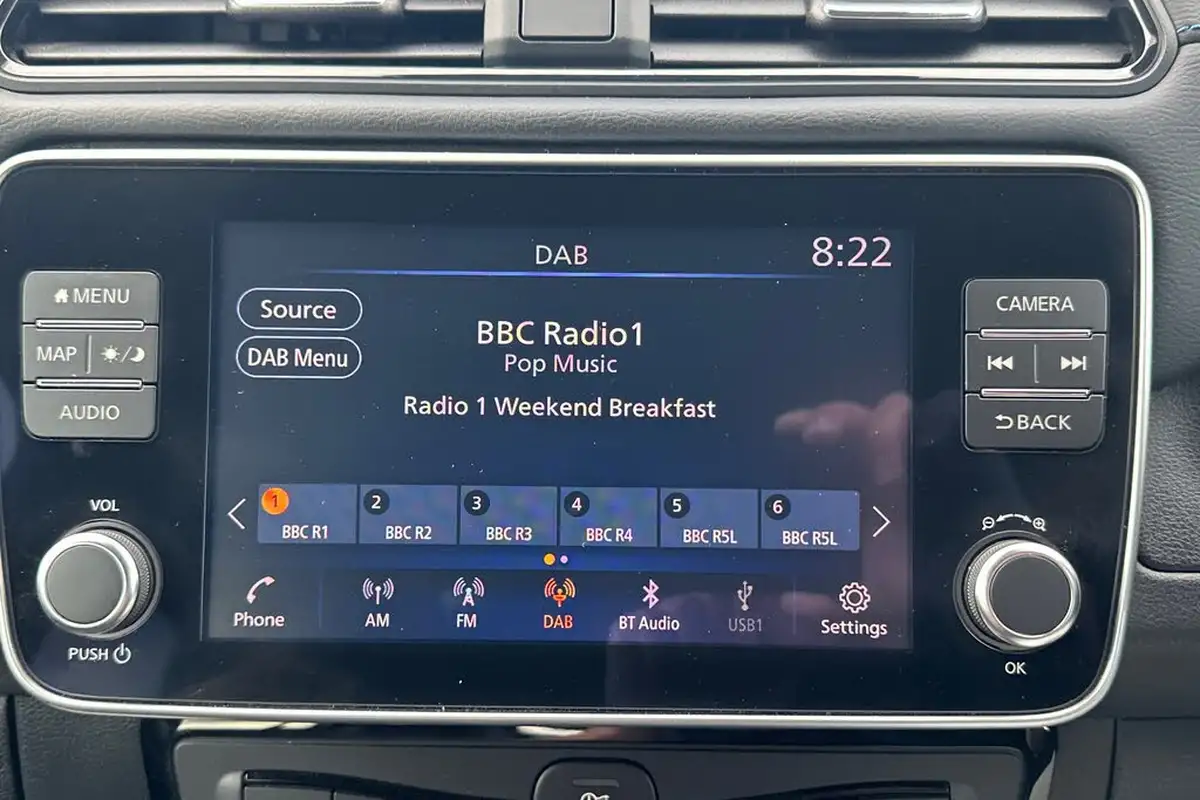 DAB
8:22
MENU
MAP
AUDIO
VOL
PUSH
Source
DAB Menu
BBC Radio1
Pop Music
Radio 1 Weekend Breakfast
1 BBC R1
2 BBC R2
3 BBC R3
4 BBC R4
5 BBC R5L
6 BBC R5L
Phone
AM
FM
DAB
BT Audio
USB1
Settings
CAMERA
BACK
OK